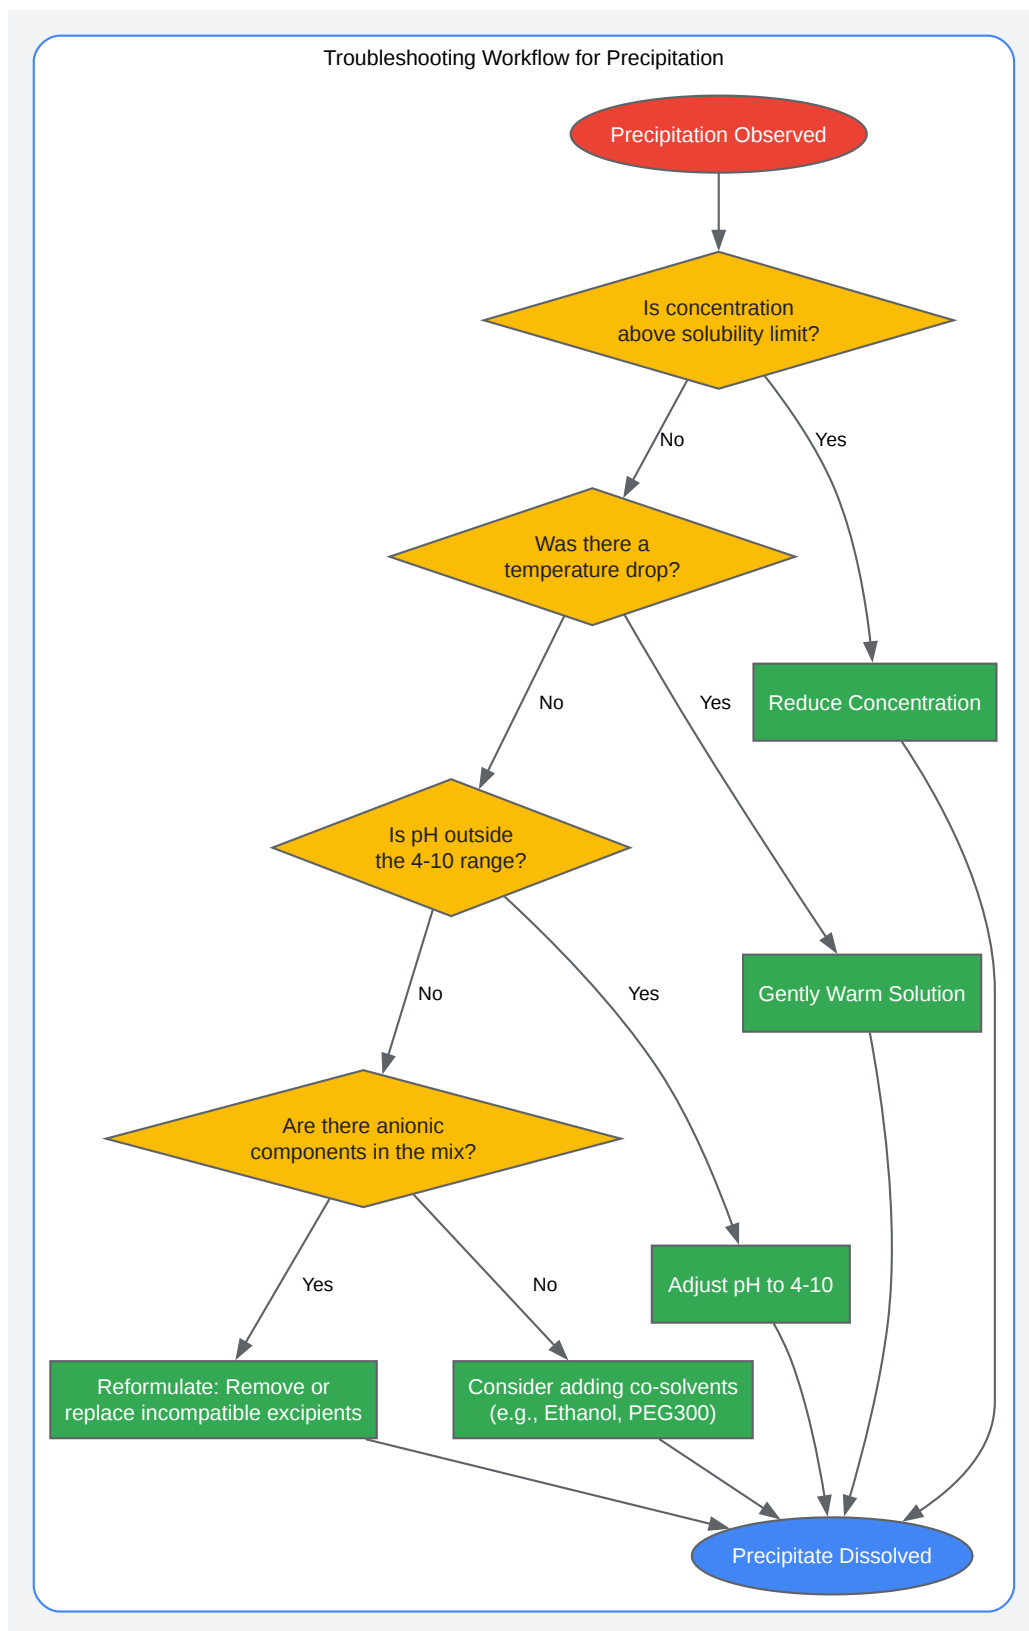 Troubleshooting Workflow for Precipitation
Precipitation Observed
Is concentration
above solubility limit?
No
Yes
Was there a
temperature drop?
No
Yes
Reduce Concentration
Is pH outside
the 4-10 range?
No
Yes
Gently Warm Solution
Are there anionic
components in the mix?
Yes
No
Adjust pH to 4-10
Reformulate: Remove or
replace incompatible excipients
Consider adding co-solvents
(e.g., Ethanol, PEG300)
Precipitate Dissolved